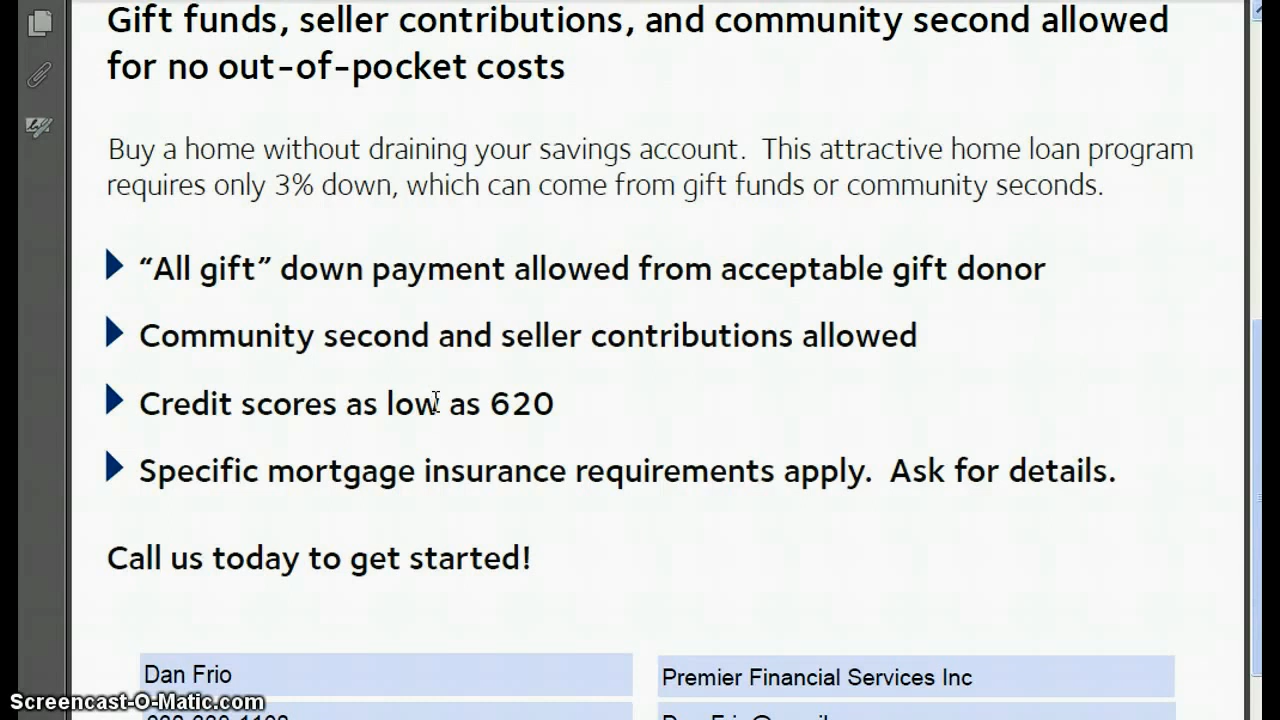 Gift funds, seller contributions, and community second allowed
for no out-of-pocket costs
Buy a home without draining your savings account.  This attractive home loan program
requires only 3% down, which can come from gift funds or community seconds.
“All gift” down payment allowed from acceptable gift donor
Community second and seller contributions allowed
Credit scores as low as 620
Specific mortgage insurance requirements apply.  Ask for details.
Call us today to get started!
Dan Frio
Premier Financial Services Inc
Screencast-O-Matic.com